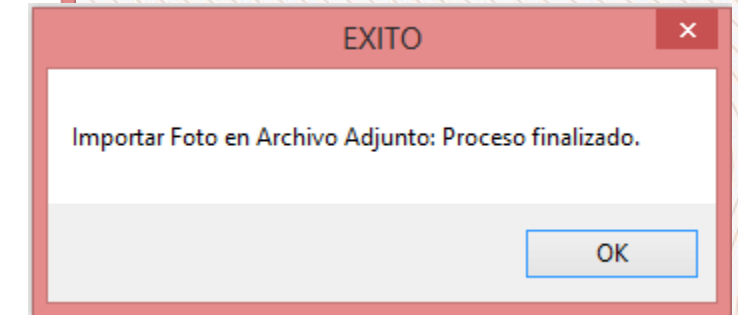 EXITO
Importar Foto en Archivo Adjunto: Proceso finalizado.
OK